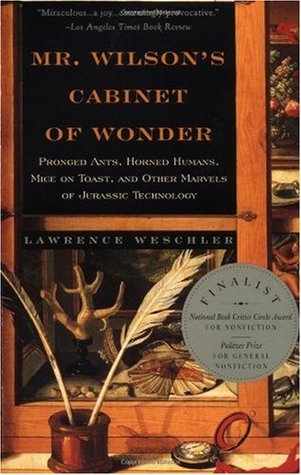 "Miraculous...a joy...stunningly provocative."
–Los Angeles Times Book Review
MR. WILSON'S
CABINET
OF WONDER
PRONGED ANTS, HORNED HUMANS,
MICE ON TOAST, AND OTHER MARVELS
OF JURASSIC TECHNOLOGY
LAWRENCE WESCHLER
FINALIST
National Book Critics Circle Award
FOR NONFICTION
Pulitzer Prize
FOR GENERAL
NONFICTION